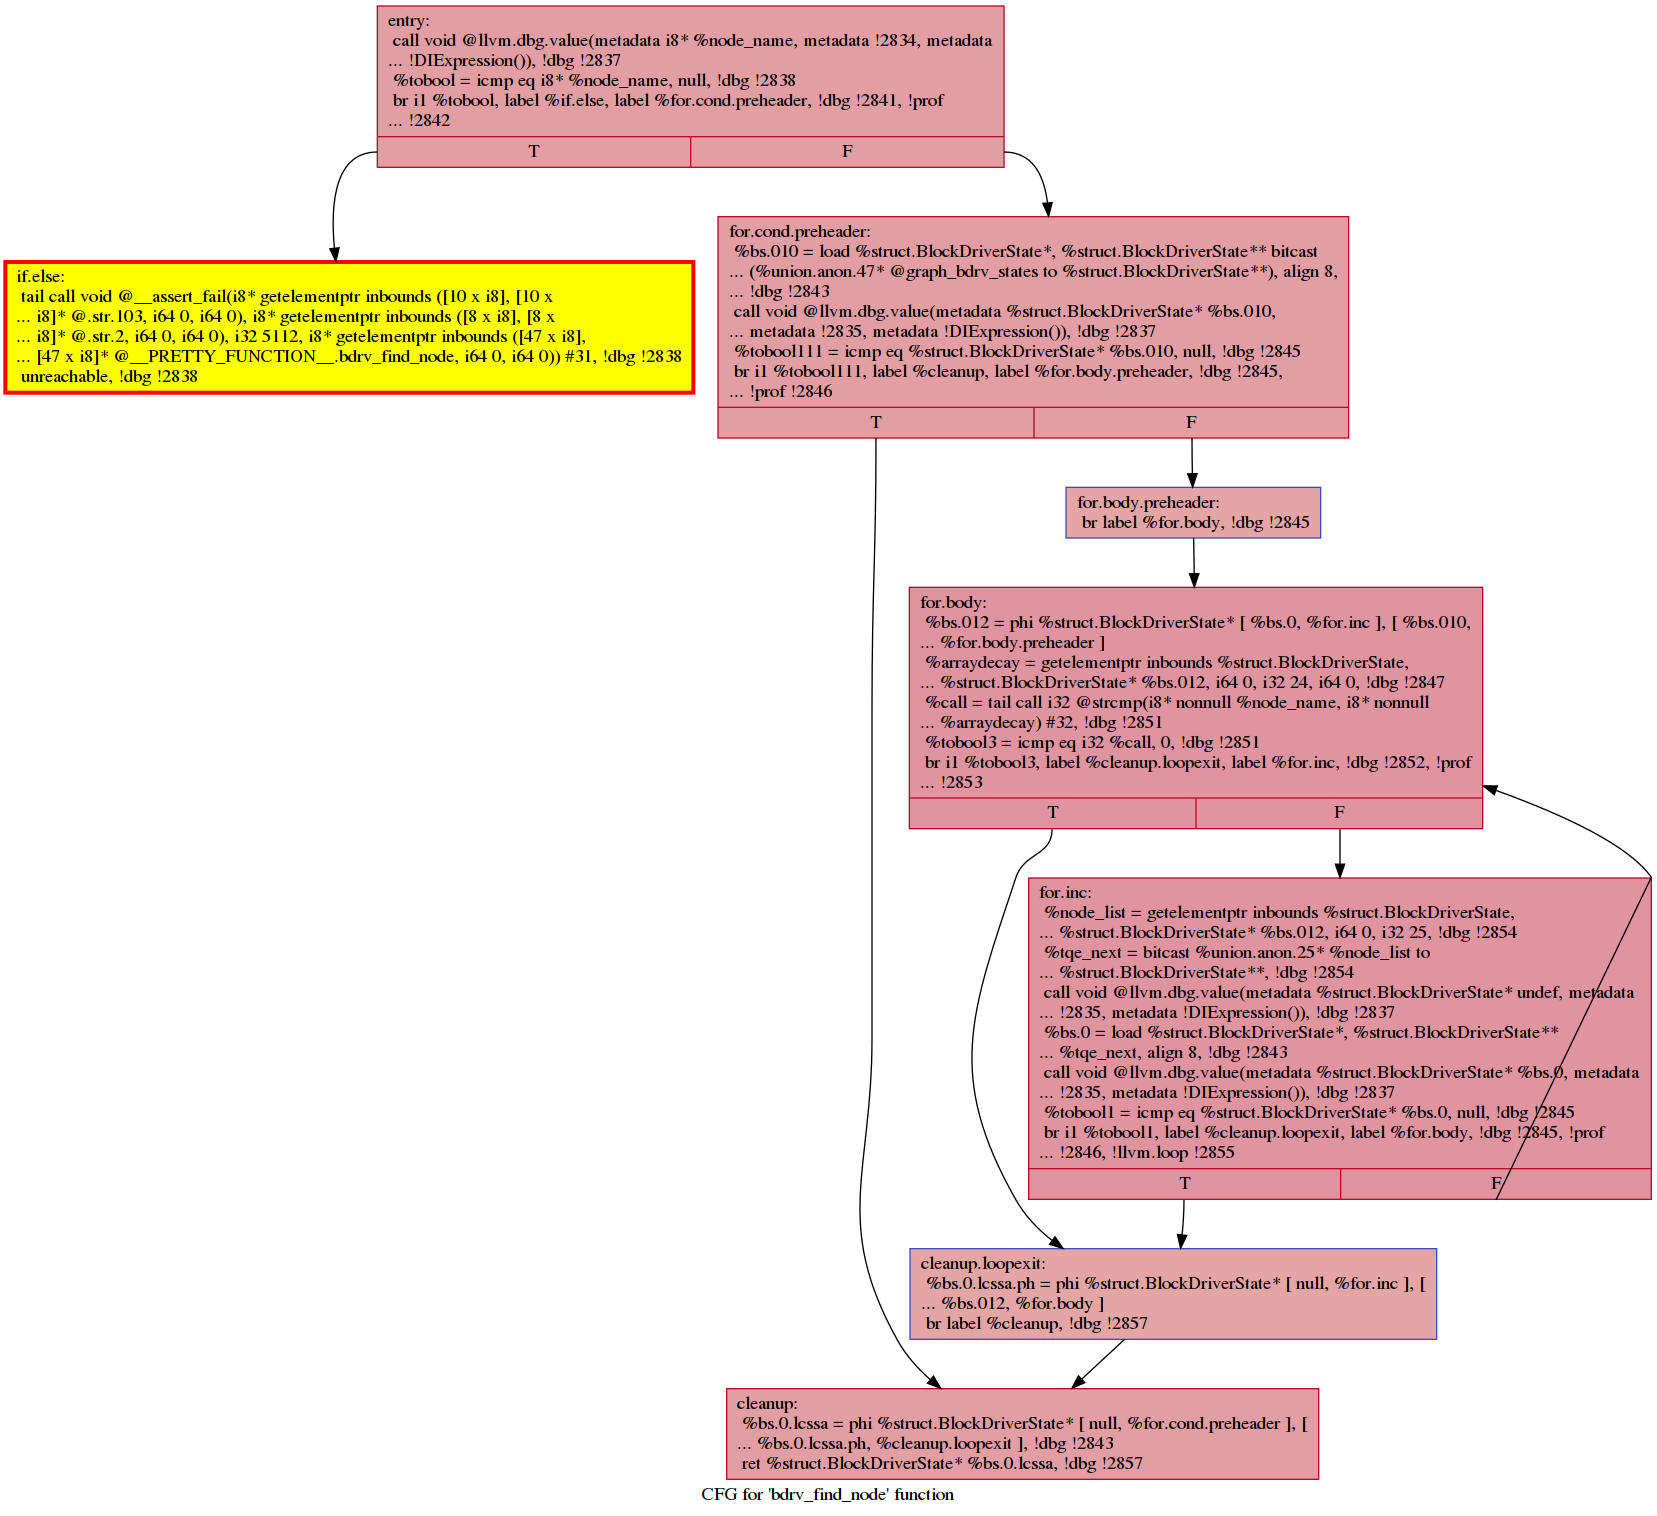 entry:
call void @llvm.dbg.value(metadata i8* %node_name, metadata !2834, metadata
... !DIExpression()), !dbg !2837
%tobool = icmp eq i8* %node_name, null, !dbg !2838
br i1 %tobool, label %if.else, label %for.cond.preheader, !dbg !2841, !prof
... !2842
T F
if.else:
tail call void @__assert_fail(i8* getelementptr inbounds ([10 x i8], [10 x
... i8]* @.str.103, i64 0, i64 0), i8* getelementptr inbounds ([8 x i8], [8 x
... i8]* @.str.2, i64 0, i64 0), i32 5112, i8* getelementptr inbounds ([47 x i8],
... [47 x i8]* @__PRETTY_FUNCTION__.bdrv_find_node, i64 0, i64 0)) #31, !dbg !2838
unreachable, !dbg !2838
for.cond.preheader:
%bs.010 = load %struct.BlockDriverState*, %struct.BlockDriverState** bitcast
... (%union.anon.47* @graph_bdrv_states to %struct.BlockDriverState**), align 8,
... !dbg !2843
call void @llvm.dbg.value(metadata %struct.BlockDriverState* %bs.010,
... metadata !2835, metadata !DIExpression()), !dbg !2837
%tobool111 = icmp eq %struct.BlockDriverState* %bs.010, null, !dbg !2845
br i1 %tobool111, label %cleanup, label %for.body.preheader, !dbg !2845,
... !prof !2846
T F
for.body.preheader:
br label %for.body, !dbg !2845
for.body:
%bs.012 = phi %struct.BlockDriverState* [ %bs.0, %for.inc ], [ %bs.010,
... %for.body.preheader ]
%arraydecay = getelementptr inbounds %struct.BlockDriverState,
... %struct.BlockDriverState* %bs.012, i64 0, i32 24, i64 0, !dbg !2847
%call = tail call i32 @strcmp(i8* nonnull %node_name, i8* nonnull
... %arraydecay) #32, !dbg !2851
%tobool3 = icmp eq i32 %call, 0, !dbg !2851
br i1 %tobool3, label %cleanup.loopexit, label %for.inc, !dbg !2852, !prof
... !2853
T F
for.inc:
%node_list = getelementptr inbounds %struct.BlockDriverState,
... %struct.BlockDriverState* %bs.012, i64 0, i32 25, !dbg !2854
%tqe_next = bitcast %union.anon.25* %node_list to
... %struct.BlockDriverState**, !dbg !2854
call void @llvm.dbg.value(metadata %struct.BlockDriverState* undef, metadata
... !2835, metadata !DIExpression()), !dbg !2837
%bs.0 = load %struct.BlockDriverState*, %struct.BlockDriverState**
... %tqe_next, align 8, !dbg !2843
call void @llvm.dbg.value(metadata %struct.BlockDriverState* %bs.0, metadata
... !2835, metadata !DIExpression()), !dbg !2837
%tobool1 = icmp eq %struct.BlockDriverState* %bs.0, null, !dbg !2845
br i1 %tobool1, label %cleanup.loopexit, label %for.body, !dbg !2845, !prof
... !2846, !llvm.loop !2855
T F
cleanup.loopexit:
%bs.0.lcssa.ph = phi %struct.BlockDriverState* [ null, %for.inc ], [
... %bs.012, %for.body ]
br label %cleanup, !dbg !2857
cleanup:
%bs.0.lcssa = phi %struct.BlockDriverState* [ null, %for.cond.preheader ], [
... %bs.0.lcssa.ph, %cleanup.loopexit ], !dbg !2843
ret %struct.BlockDriverState* %bs.0.lcssa, !dbg !2857
CFG for 'bdrv_find_node' function